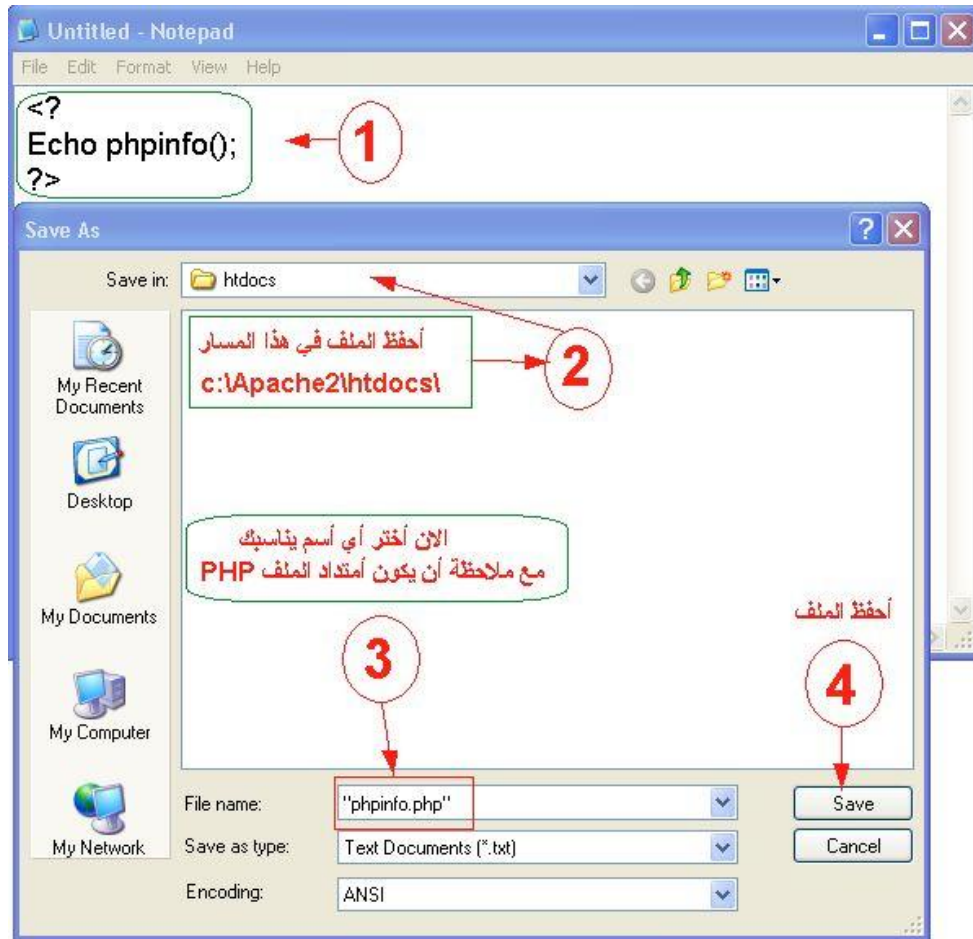 Untitled - Notepad
File Edit Format View Help
<?
Echo phpinfo();
?>
1
Save As
Save in: htdocs
أحفظ الملف في هذا المسار
c:\Apache2\htdocs\
2
My Recent
Documents
Desktop
My Documents
My Computer
My Network
الان أختر أي أسم يناسبك
مع ملاحظة أن يكون أمتداد الملف PHP
3
أحفظ الملف
4
File name: "phpinfo.php" Save
Save as type: Text Documents (*.txt) Cancel
Encoding: ANSI